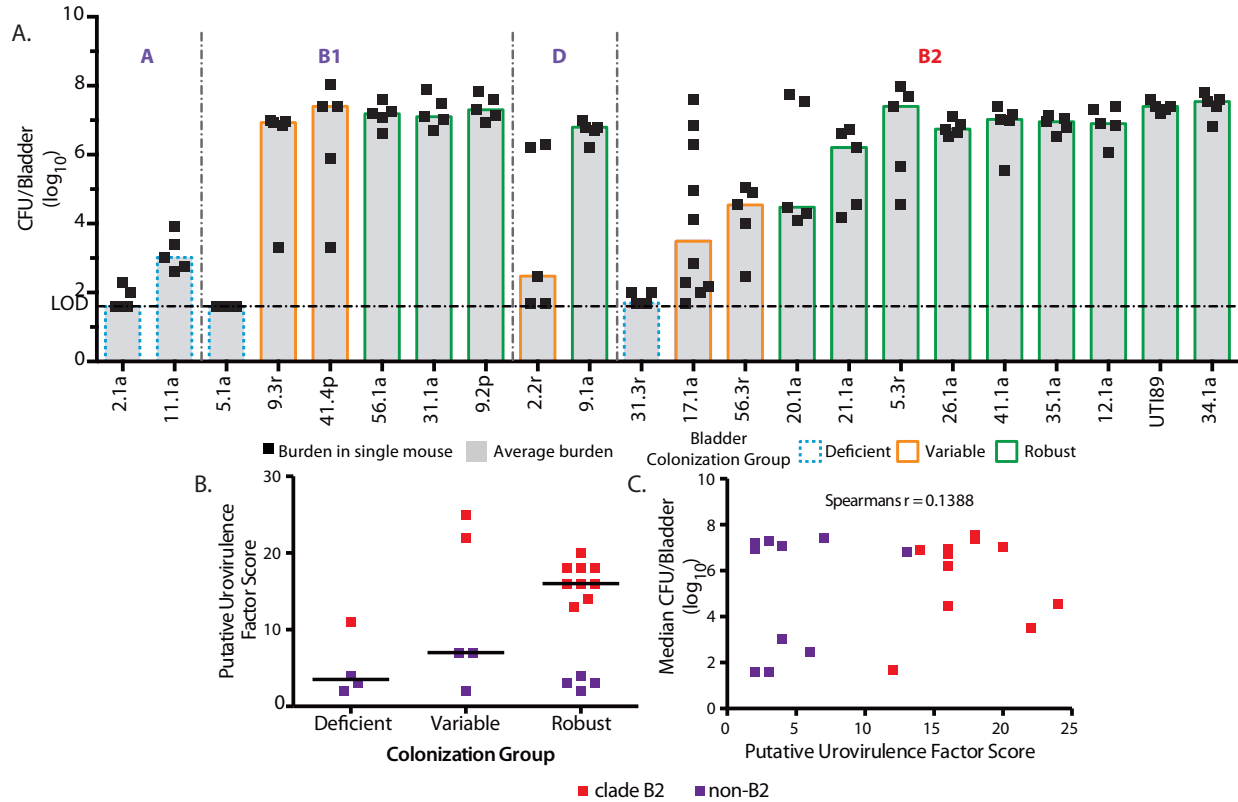 A.
A B1 D B2
CFU/Bladder
(log10)
10
8
6
4
2
LOD
0
2.1a 11.1a 5.1a 9.3r 41.4p 56.1a 31.1a 9.2p 2.2r 9.1a 31.3r 17.1a 56.3r 20.1a 21.1a 5.3r 26.1a 41.1a 35.1a 12.1a UTI89 34.1a
Burden in single mouse Average burden Bladder Colonization Group Deficient Variable Robust
B.
Putative Urovirulence
Factor Score
30
20
10
0
Deficient Variable Robust
Colonization Group
C.
Spearmans r = 0.1388
Median CFU/Bladder
(log10)
10
8
6
4
2
0
0 5 10 15 20 25
Putative Urovirulence Factor Score
clade B2 non-B2